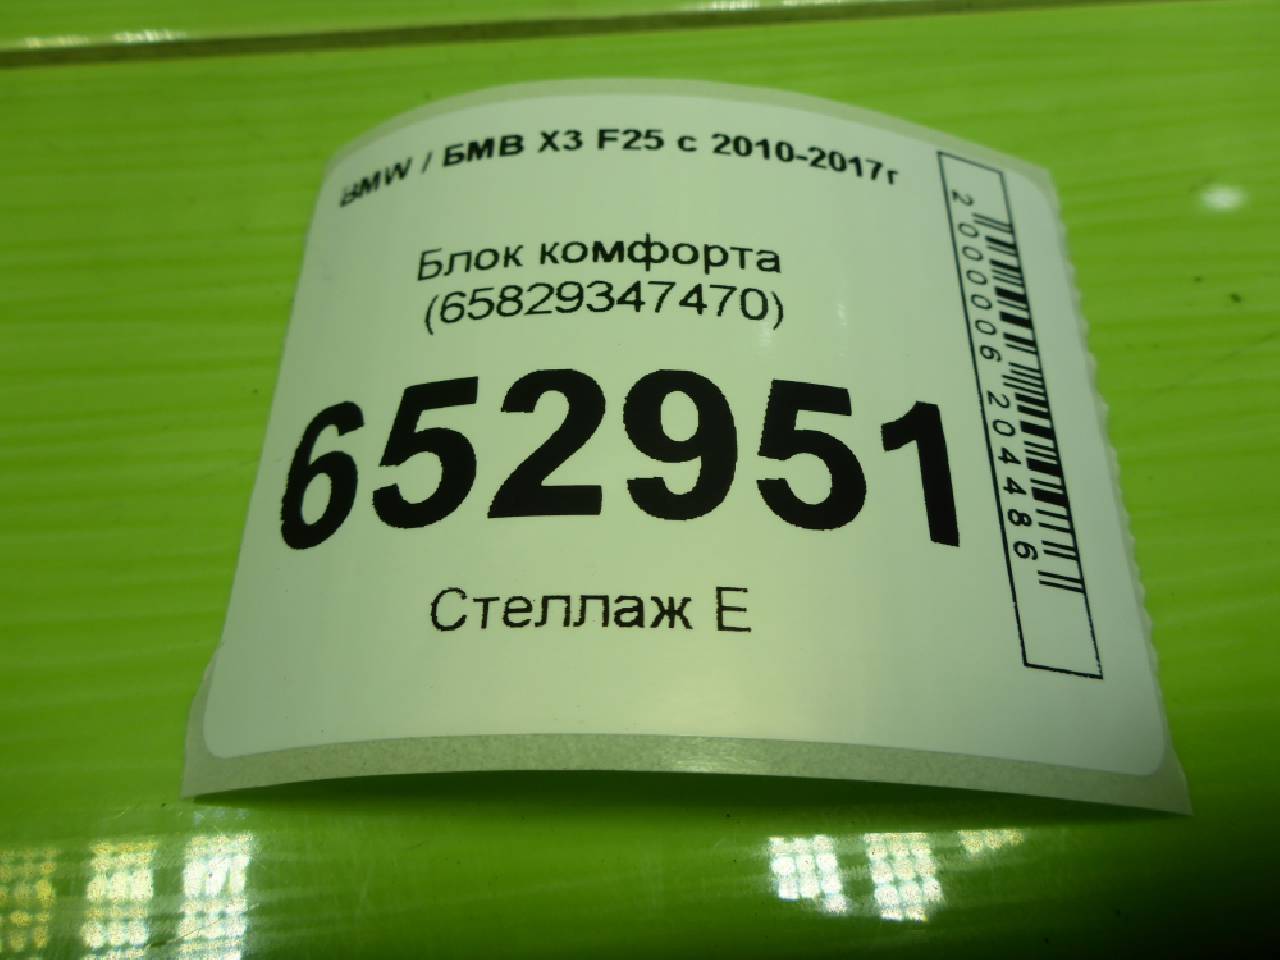 BMW / БМВ X3 F25 с 2010-2017г
Блок комфорта
(65829347470)
652951
Стеллаж Е
2000006204486